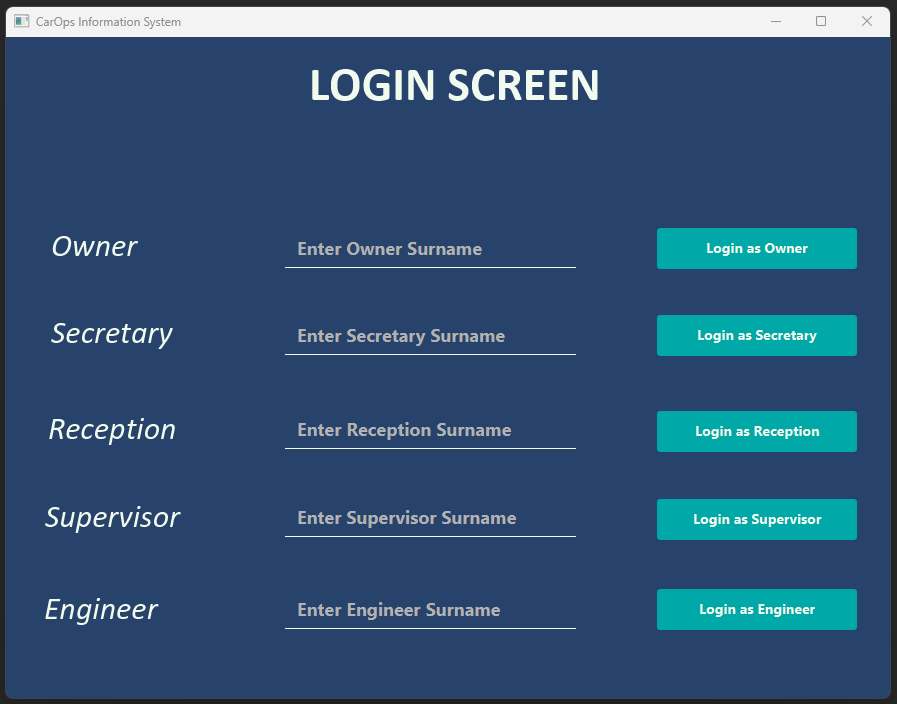 CarOps Information System
LOGIN SCREEN
Owner
Enter Owner Surname
Login as Owner
Secretary
Enter Secretary Surname
Login as Secretary
Reception
Enter Reception Surname
Login as Reception
Supervisor
Enter Supervisor Surname
Login as Supervisor
Engineer
Enter Engineer Surname
Login as Engineer